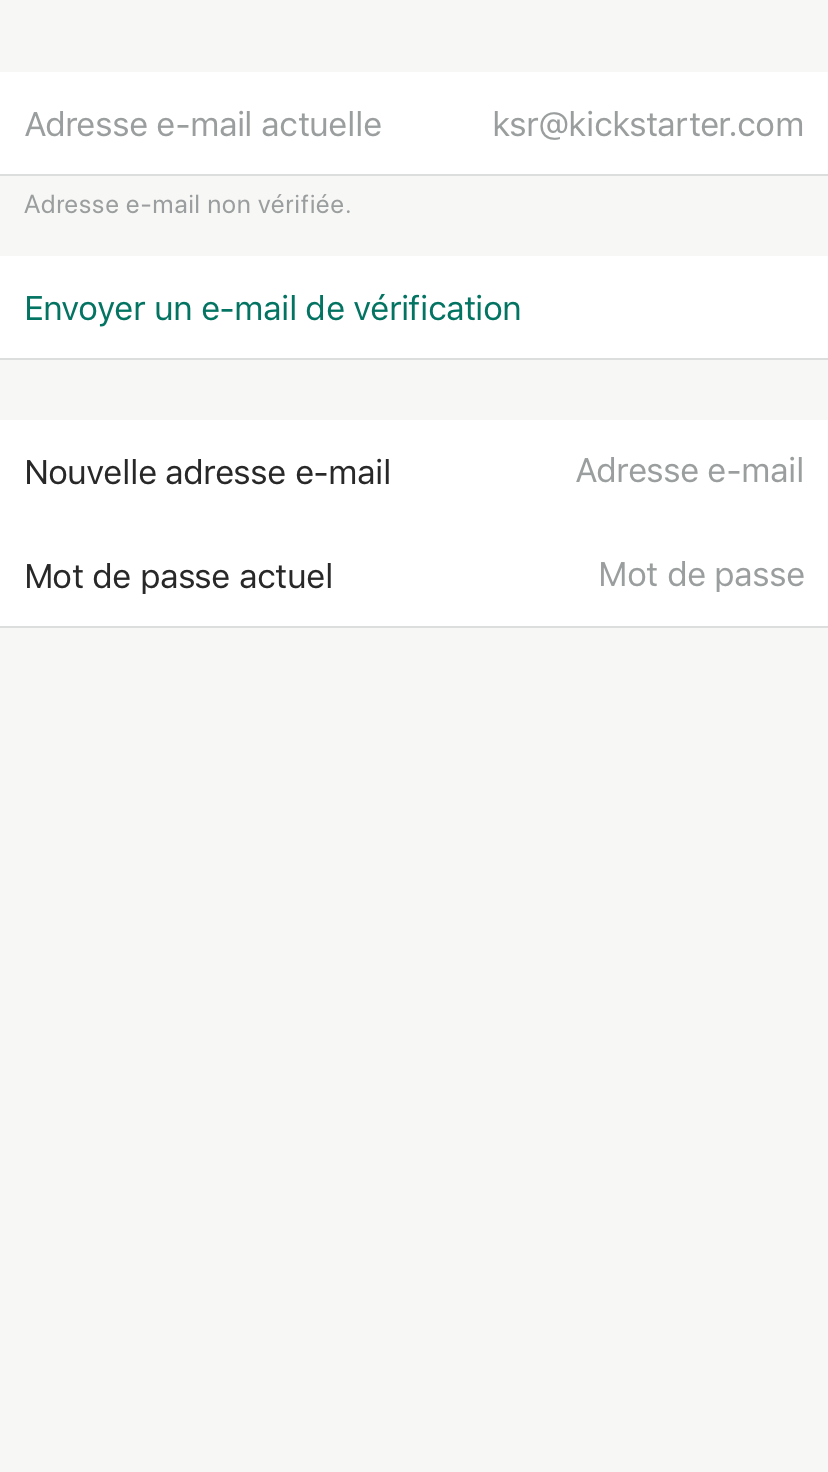 Adresse e-mail actuelle ksr@kickstarter.com
Adresse e-mail non vérifiée.
Envoyer un e-mail de vérification
Nouvelle adresse e-mail Adresse e-mail
Mot de passe actuel Mot de passe